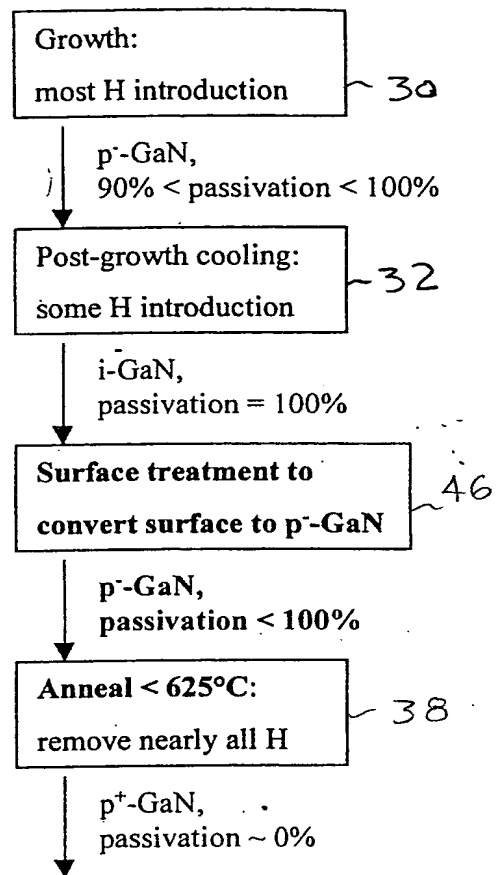 Growth:
most H introduction
30
p⁻-GaN,
90% < passivation < 100%
Post-growth cooling:
some H introduction
32
i-GaN,
passivation = 100%
Surface treatment to
convert surface to p⁻-GaN
46
p⁻-GaN,
passivation < 100%
Anneal < 625°C:
remove nearly all H
38
p⁺-GaN,
passivation ~ 0%